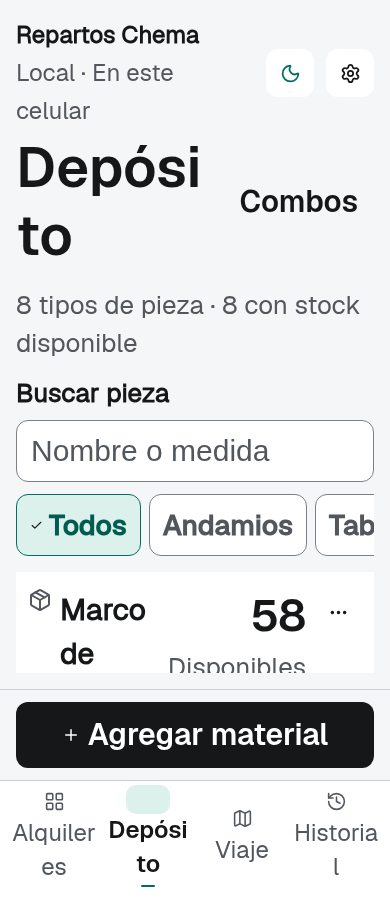 Repartos Chema
Local · En este
celular
Depósi
to
Combos
8 tipos de pieza · 8 con stock
disponible
Buscar pieza
Nombre o medida
✓ Todos
Andamios
Tab
Marco
de
58
...
Disponibles
+ Agregar material
Alquiler
es
Depósi
to
Viaje
Historia
l